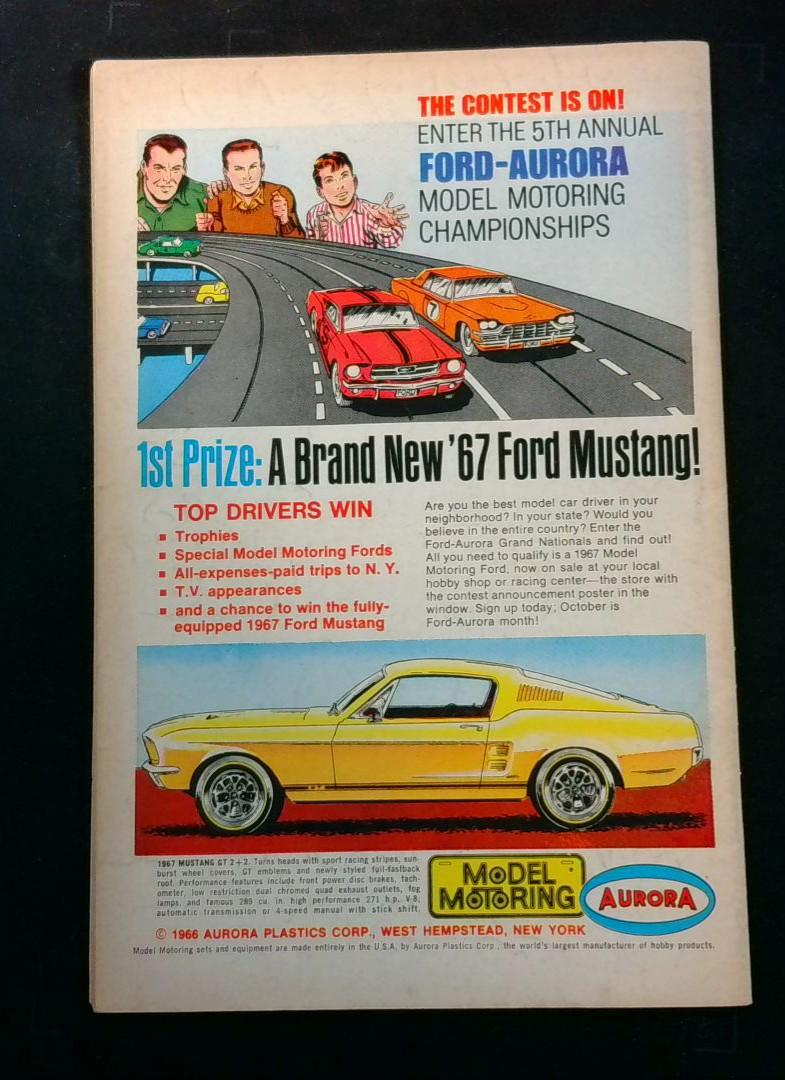 THE CONTEST IS ON!
ENTER THE 5TH ANNUAL
FORD-AURORA
MODEL MOTORING
CHAMPIONSHIPS
7
FORD
1st Prize: A Brand New '67 Ford Mustang!
TOP DRIVERS WIN
▪ Trophies
▪ Special Model Motoring Fords
▪ All-expenses-paid trips to N. Y.
▪ T.V. appearances
▪ and a chance to win the fully-
equipped 1967 Ford Mustang
Are you the best model car driver in your
neighborhood? In your state? Would you
believe in the entire country? Enter the
Ford-Aurora Grand Nationals and find out!
All you need to qualify is a 1967 Model
Motoring Ford, now on sale at your local
hobby shop or racing center—the store with
the contest announcement poster in the
window. Sign up today; October is
Ford-Aurora month!
1967 MUSTANG GT 2+2. Turns heads with sport racing stripes, sun-
burst wheel covers, GT emblems and newly styled full-fastback
roof. Performance features include front power disc brakes, tach-
ometer, low restriction dual chromed quad exhaust outlets, fog
lamps, and famous 289 cu. in. high performance 271 h.p., V-8,
automatic transmission or 4-speed manual with stick shift.
MODEL
MOTORING
AURORA
© 1966 AURORA PLASTICS CORP., WEST HEMPSTEAD, NEW YORK
Model Motoring sets and equipment are made entirely in the U.S.A. by Aurora Plastics Corp., the world's largest manufacturer of hobby products.